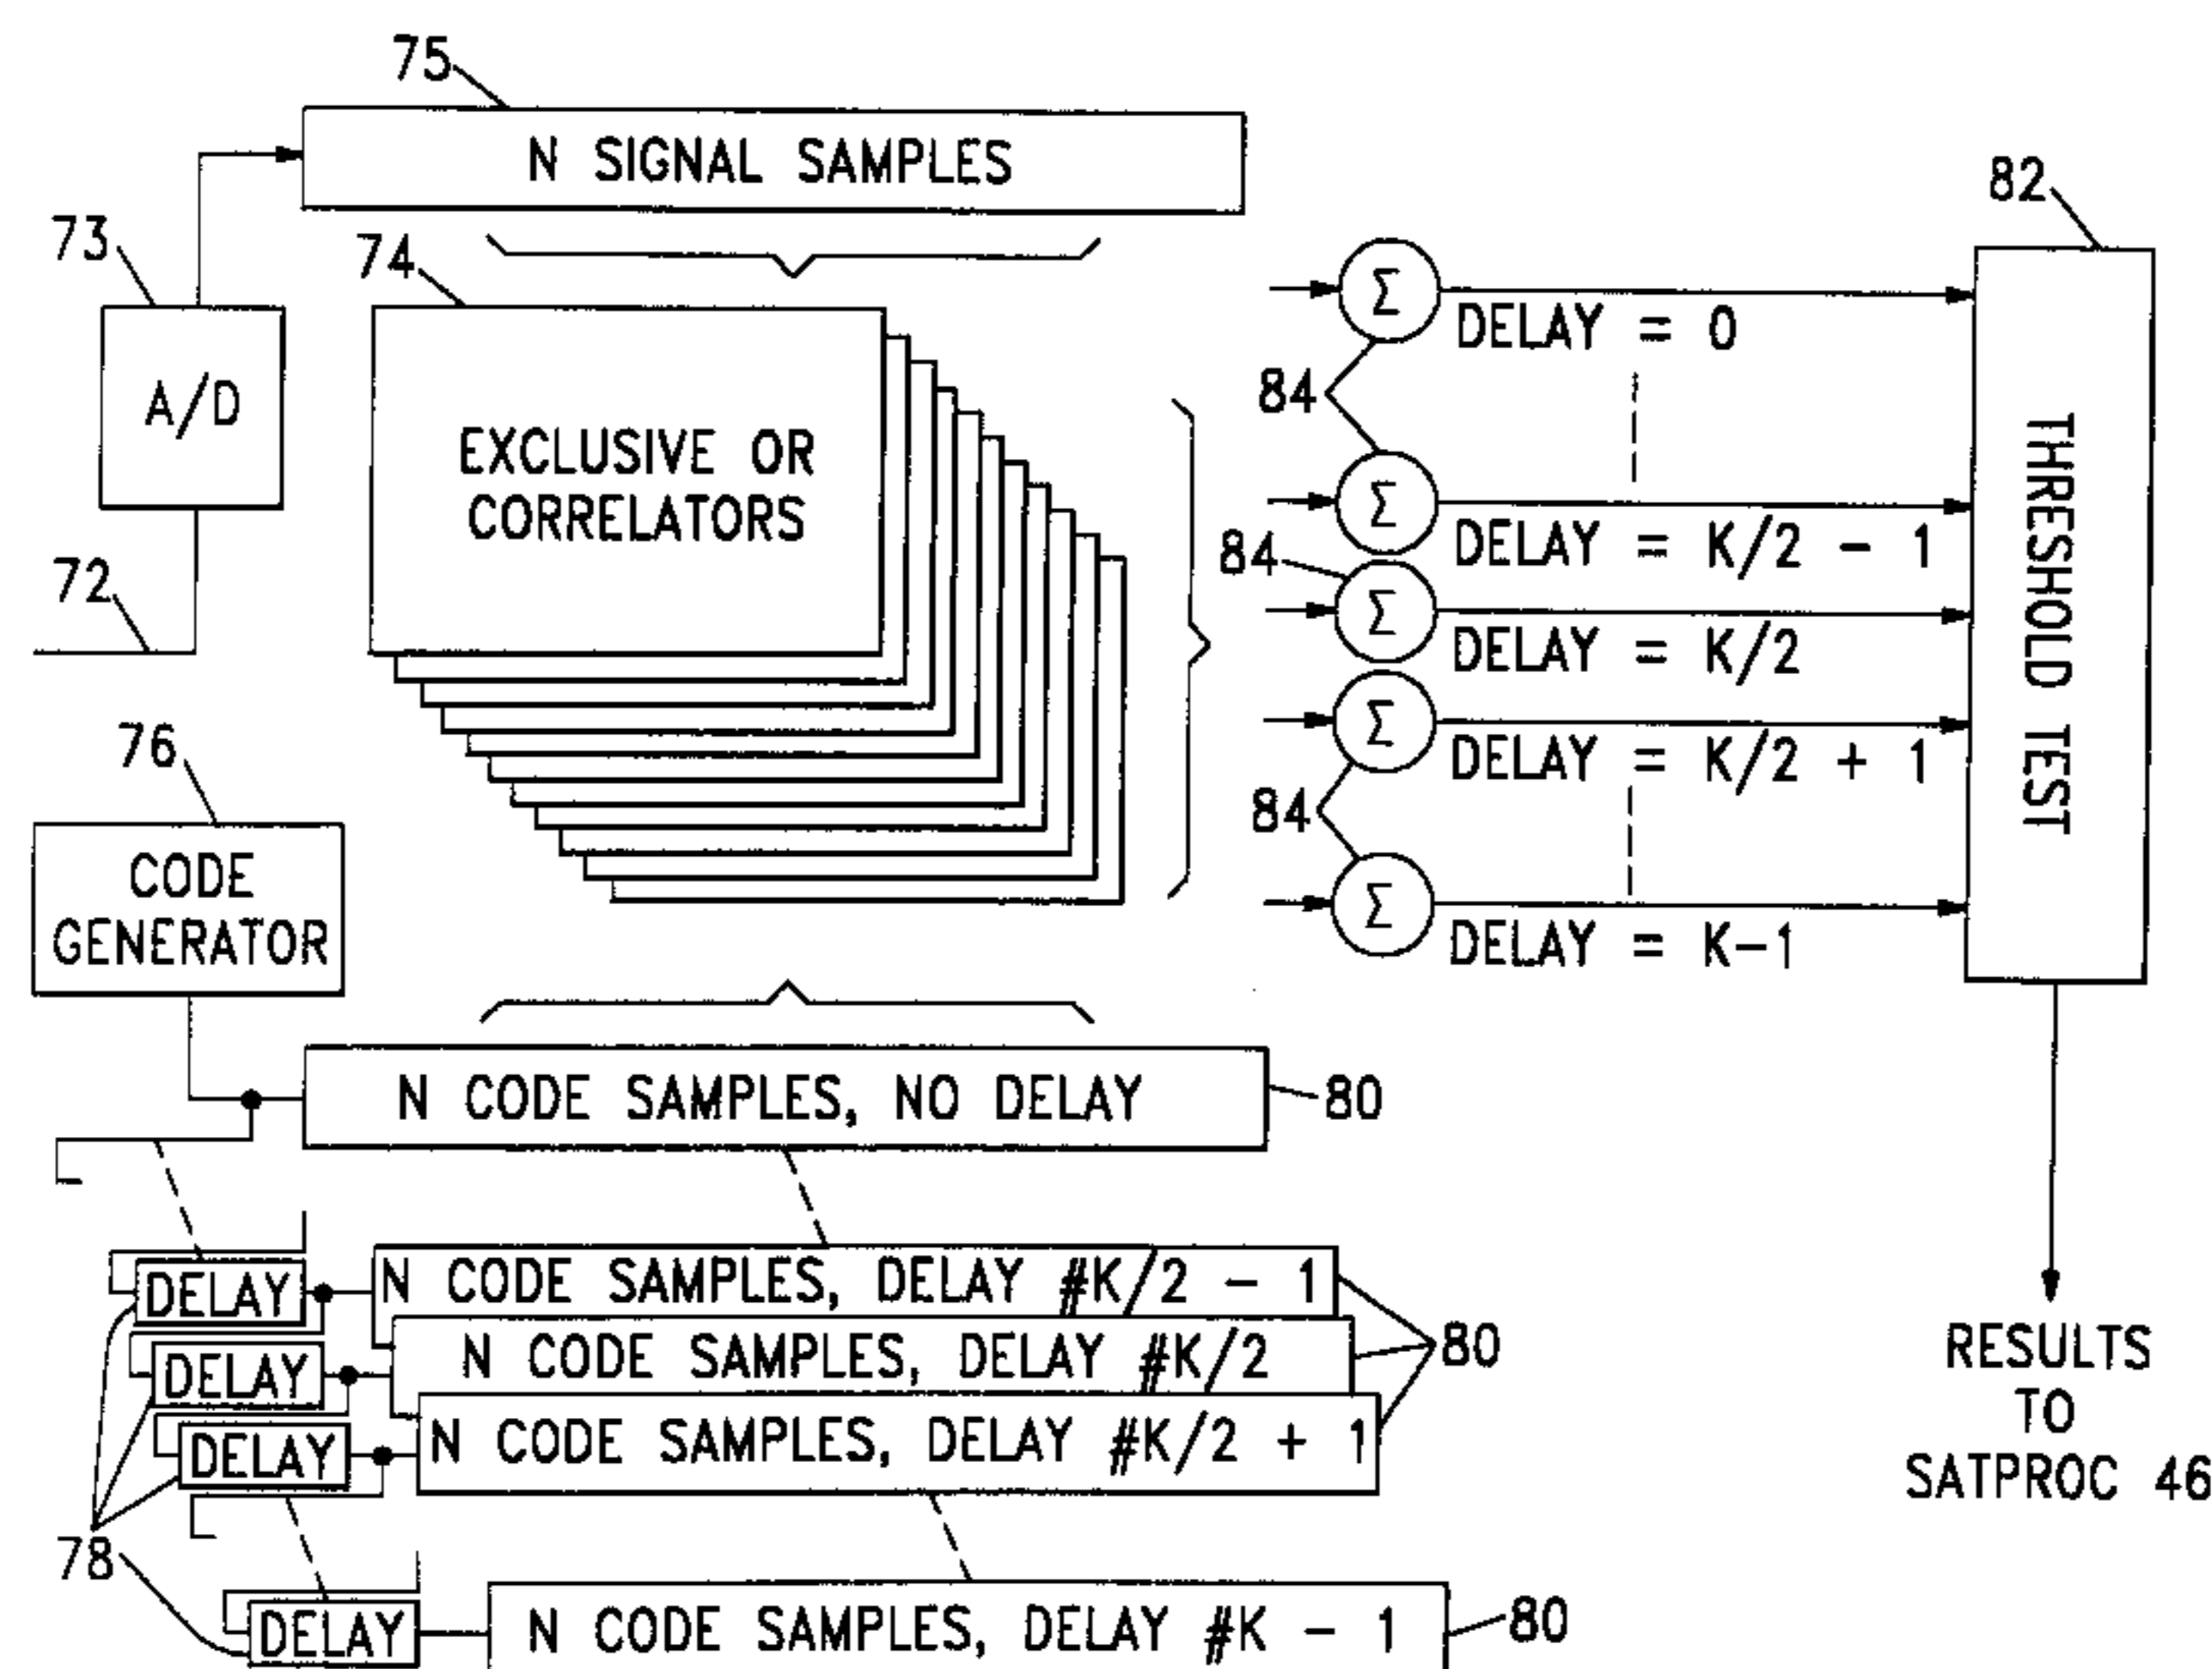 75
N SIGNAL SAMPLES
82
73
74
A/D
EXCLUSIVE OR
CORRELATORS
72
Σ
DELAY = 0
84
Σ
DELAY = K/2 - 1
84
Σ
DELAY = K/2
Σ
DELAY = K/2 + 1
84
Σ
DELAY = K-1
THRESHOLD TEST
76
CODE
GENERATOR
N CODE SAMPLES, NO DELAY
80
DELAY
N CODE SAMPLES, DELAY #K/2 - 1
DELAY
N CODE SAMPLES, DELAY #K/2
80
DELAY
N CODE SAMPLES, DELAY #K/2 + 1
78
DELAY
N CODE SAMPLES, DELAY #K - 1
80
RESULTS
TO
SATPROC 46